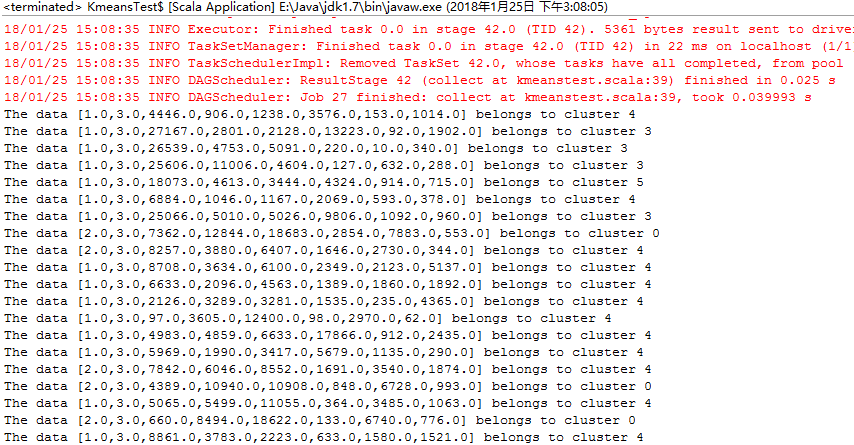 <terminated> KmeansTest$ [Scala Application] E:\Java\jdk1.7\bin\javaw.exe (2018年1月25日 下午3:08:05)
18/01/25 15:08:35 INFO Executor: Finished task 0.0 in stage 42.0 (TID 42). 5361 bytes result sent to drive
18/01/25 15:08:35 INFO TaskSetManager: Finished task 0.0 in stage 42.0 (TID 42) in 22 ms on localhost (1/1
18/01/25 15:08:35 INFO TaskSchedulerImpl: Removed TaskSet 42.0, whose tasks have all completed, from pool
18/01/25 15:08:35 INFO DAGScheduler: ResultStage 42 (collect at kmeanstest.scala:39) finished in 0.025 s
18/01/25 15:08:35 INFO DAGScheduler: Job 27 finished: collect at kmeanstest.scala:39, took 0.039993 s
The data [1.0,3.0,4446.0,906.0,1238.0,3576.0,153.0,1014.0] belongs to cluster 4
The data [1.0,3.0,27167.0,2801.0,2128.0,13223.0,92.0,1902.0] belongs to cluster 3
The data [1.0,3.0,26539.0,4753.0,5091.0,220.0,10.0,340.0] belongs to cluster 3
The data [1.0,3.0,25606.0,11006.0,4604.0,127.0,632.0,288.0] belongs to cluster 3
The data [1.0,3.0,18073.0,4613.0,3444.0,4324.0,914.0,715.0] belongs to cluster 5
The data [1.0,3.0,6884.0,1046.0,1167.0,2069.0,593.0,378.0] belongs to cluster 4
The data [1.0,3.0,25066.0,5010.0,5026.0,9806.0,1092.0,960.0] belongs to cluster 3
The data [2.0,3.0,7362.0,12844.0,18683.0,2854.0,7883.0,553.0] belongs to cluster 0
The data [2.0,3.0,8257.0,3880.0,6407.0,1646.0,2730.0,344.0] belongs to cluster 4
The data [1.0,3.0,8708.0,3634.0,6100.0,2349.0,2123.0,5137.0] belongs to cluster 4
The data [1.0,3.0,6633.0,2096.0,4563.0,1389.0,1860.0,1892.0] belongs to cluster 4
The data [1.0,3.0,2126.0,3289.0,3281.0,1535.0,235.0,4365.0] belongs to cluster 4
The data [1.0,3.0,97.0,3605.0,12400.0,98.0,2970.0,62.0] belongs to cluster 4
The data [1.0,3.0,4983.0,4859.0,6633.0,17866.0,912.0,2435.0] belongs to cluster 4
The data [1.0,3.0,5969.0,1990.0,3417.0,5679.0,1135.0,290.0] belongs to cluster 4
The data [2.0,3.0,7842.0,6046.0,8552.0,1691.0,3540.0,1874.0] belongs to cluster 4
The data [2.0,3.0,4389.0,10940.0,10908.0,848.0,6728.0,993.0] belongs to cluster 0
The data [1.0,3.0,5065.0,5499.0,11055.0,364.0,3485.0,1063.0] belongs to cluster 4
The data [2.0,3.0,660.0,8494.0,18622.0,133.0,6740.0,776.0] belongs to cluster 0
The data [1.0,3.0,8861.0,3783.0,2223.0,633.0,1580.0,1521.0] belongs to cluster 4